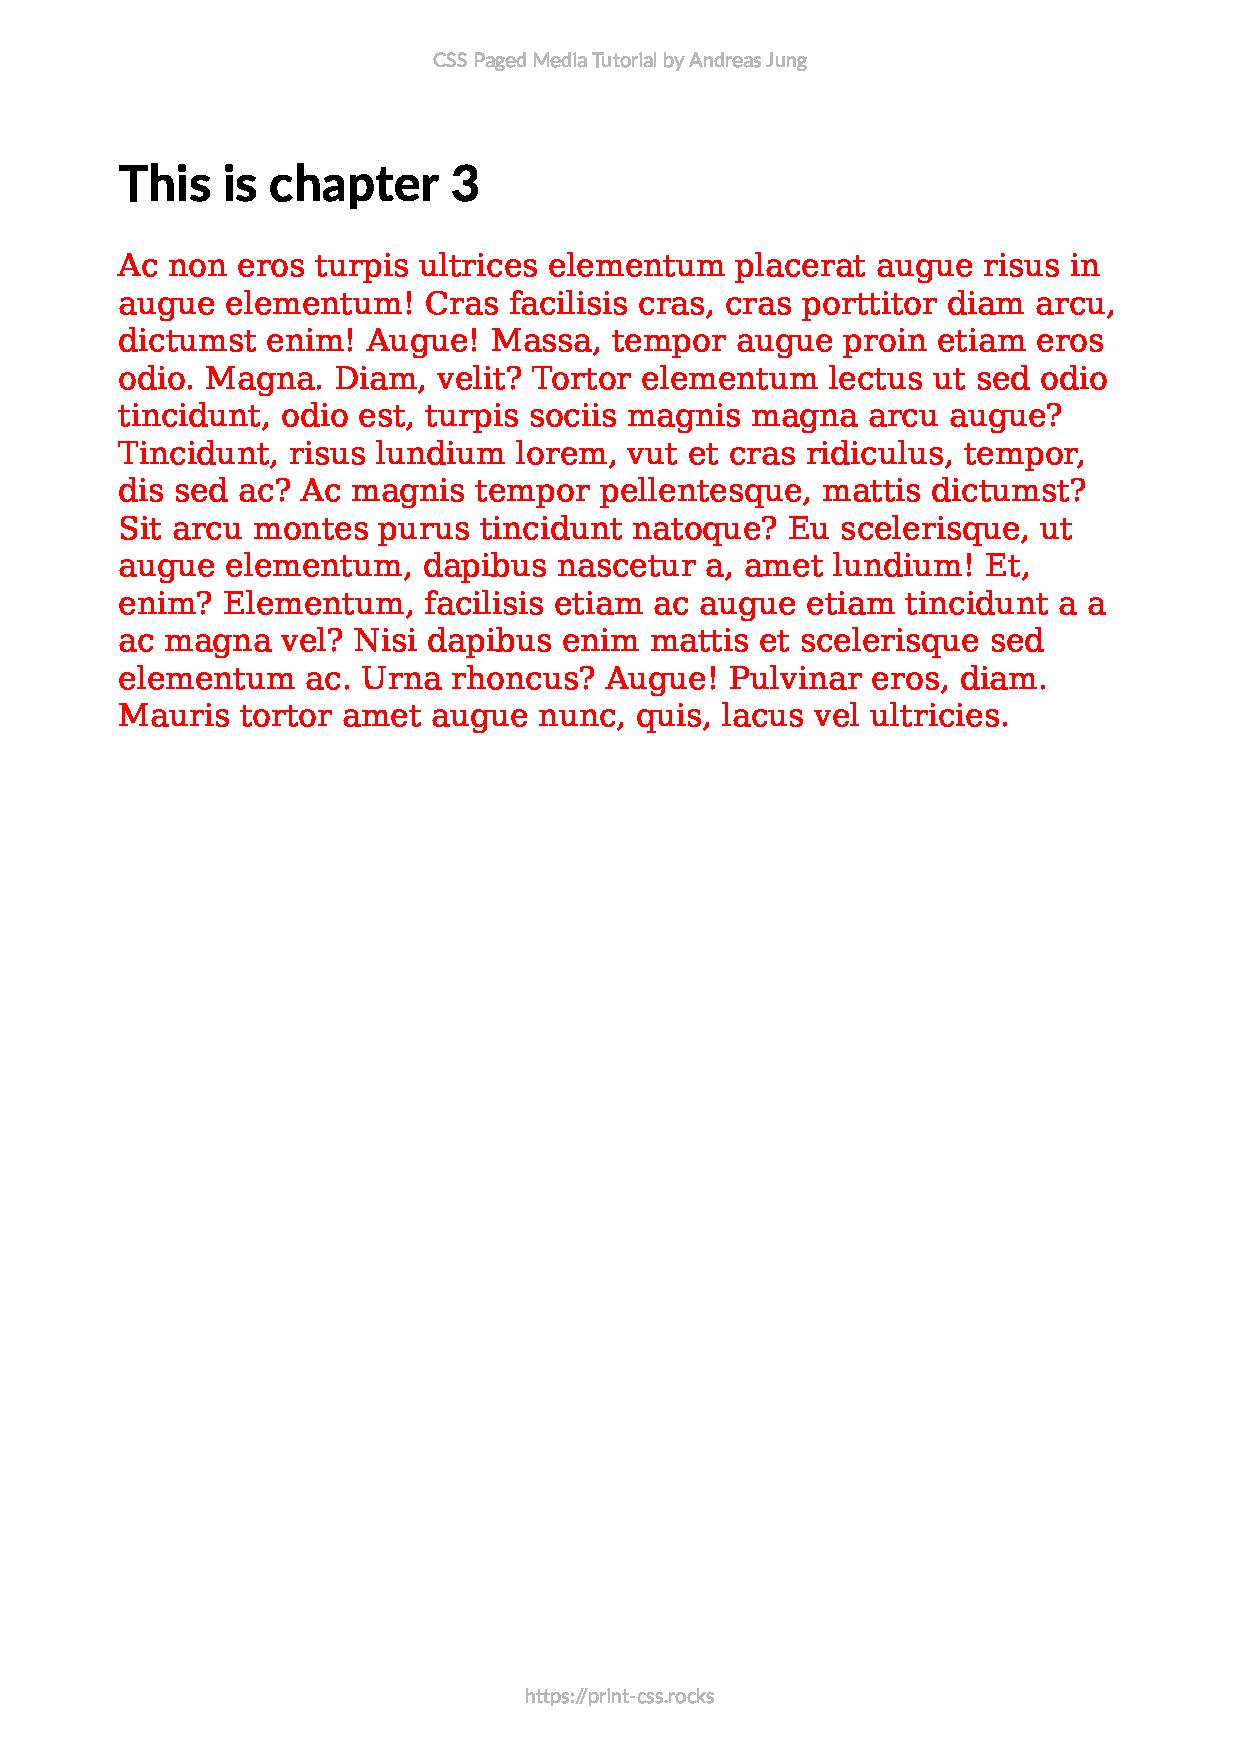 CSS Paged Media Tutorial by Andreas Jung
This is chapter 3
Ac non eros turpis ultrices elementum placerat augue risus in
augue elementum! Cras facilisis cras, cras porttitor diam arcu,
dictumst enim! Augue! Massa, tempor augue proin etiam eros
odio. Magna. Diam, velit? Tortor elementum lectus ut sed odio
tincidunt, odio est, turpis sociis magnis magna arcu augue?
Tincidunt, risus lundium lorem, vut et cras ridiculus, tempor,
dis sed ac? Ac magnis tempor pellentesque, mattis dictumst?
Sit arcu montes purus tincidunt natoque? Eu scelerisque, ut
augue elementum, dapibus nascetur a, amet lundium! Et,
enim? Elementum, facilisis etiam ac augue etiam tincidunt a a
ac magna vel? Nisi dapibus enim mattis et scelerisque sed
elementum ac. Urna rhoncus? Augue! Pulvinar eros, diam.
Mauris tortor amet augue nunc, quis, lacus vel ultricies.
https://print-css.rocks